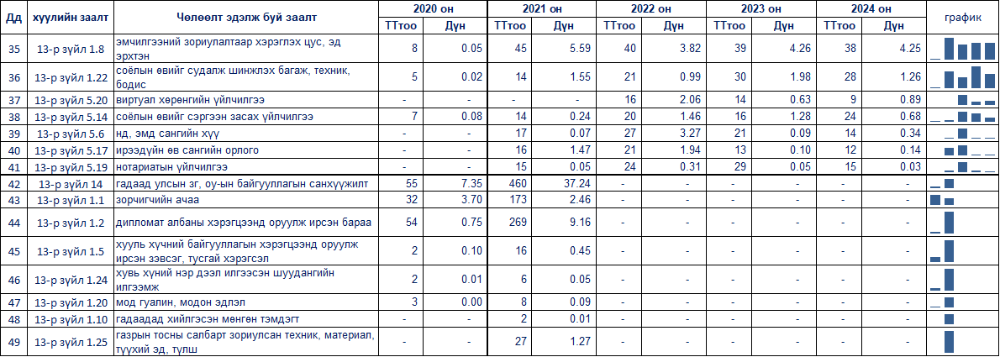 Дд хуулийн заалт Чөлөөлт эдэлж буй заалт 2020 он 2021 он 2022 он 2023 он 2024 он график
ТТтоо Дүн ТТтоо Дүн ТТтоо Дүн ТТтоо Дүн ТТтоо Дүн
35 13-р зүйл 1.8 эмчилгээний зориулалтаар хэрэглэх цус, эд
эрхтэн 8 0.05 45 5.59 40 3.82 39 4.26 38 4.25
36 13-р зүйл 1.22 соёлын өвийг судалж шинжлэх багаж, техник,
бодис 5 0.02 14 1.55 21 0.99 30 1.98 28 1.26
37 13-р зүйл 5.20 виртуал хөрөнгийн үйлчилгээ - - - - 16 2.06 14 0.63 9 0.89
38 13-р зүйл 5.14 соёлын өвийг сэргээн засах үйлчилгээ 7 0.08 14 0.24 20 1.46 16 1.28 24 0.68
39 13-р зүйл 5.6 нд, эмд сангийн хүү - - 17 0.07 27 3.27 21 0.09 14 0.34
40 13-р зүйл 5.17 ирээдүйн өв сангийн орлого - - 16 1.47 21 1.94 13 0.10 12 0.14
41 13-р зүйл 5.19 нотариатын үйлчилгээ - - 15 0.05 24 0.31 29 0.05 15 0.03
42 13-р зүйл 14 гадаад улсын зг, оу-ын байгууллагын санхүүжилт 55 7.35 460 37.24 - - - - - -
43 13-р зүйл 1.1 зорчигчийн ачаа 32 3.70 173 2.46 - - - - - -
44 13-р зүйл 1.2 дипломат албаны хэрэгцээнд оруулж ирсэн бараа 54 0.75 269 9.16 - - - - - -
45 13-р зүйл 1.5 хууль хүчний байгууллагын хэрэгцээнд оруулж
ирсэн зэвсэг, тусгай хэрэгсэл 2 0.10 16 0.45 - - - - - -
46 13-р зүйл 1.24 хувь хүний нэр дээл илгээсэн шуудангийн
илгээмж 2 0.01 6 0.05 - - - - - -
47 13-р зүйл 1.20 мод гуалин, модон эдлэл 3 0.00 8 0.09 - - - - - -
48 13-р зүйл 1.10 гадаадад хийлгэсэн мөнгөн тэмдэгт - - 2 0.01 - - - - - -
49 13-р зүйл 1.25 газрын тосны салбарт зориулсан техник, материал,
түүхий эд, түлш - - 27 1.27 - - - - - -